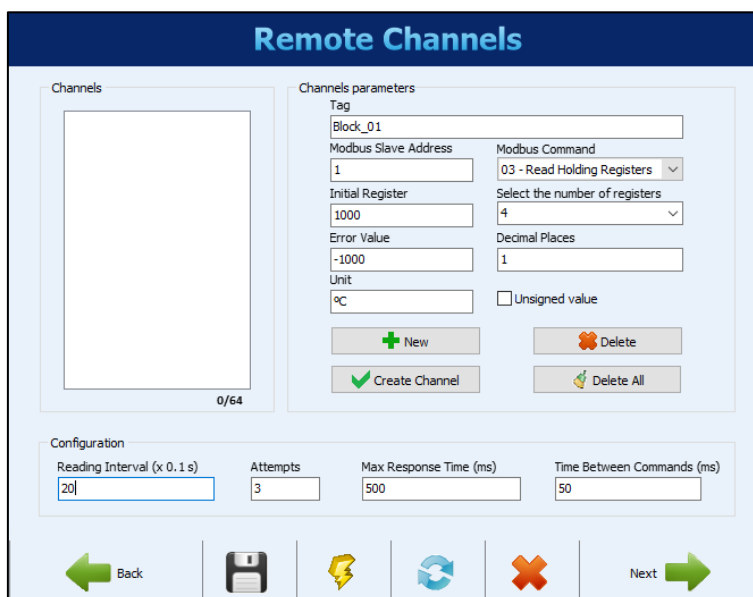 Remote Channels
Channels
0/64
Channels parameters
Tag
Block_01
Modbus Slave Address
1
Modbus Command
03 - Read Holding Registers
Initial Register
1000
Select the number of registers
4
Error Value
-1000
Decimal Places
1
Unit
ºC
Unsigned value
New
Delete
Create Channel
Delete All
Configuration
Reading Interval (x 0.1 s)
20
Attempts
3
Max Response Time (ms)
500
Time Between Commands (ms)
50
Back
Next